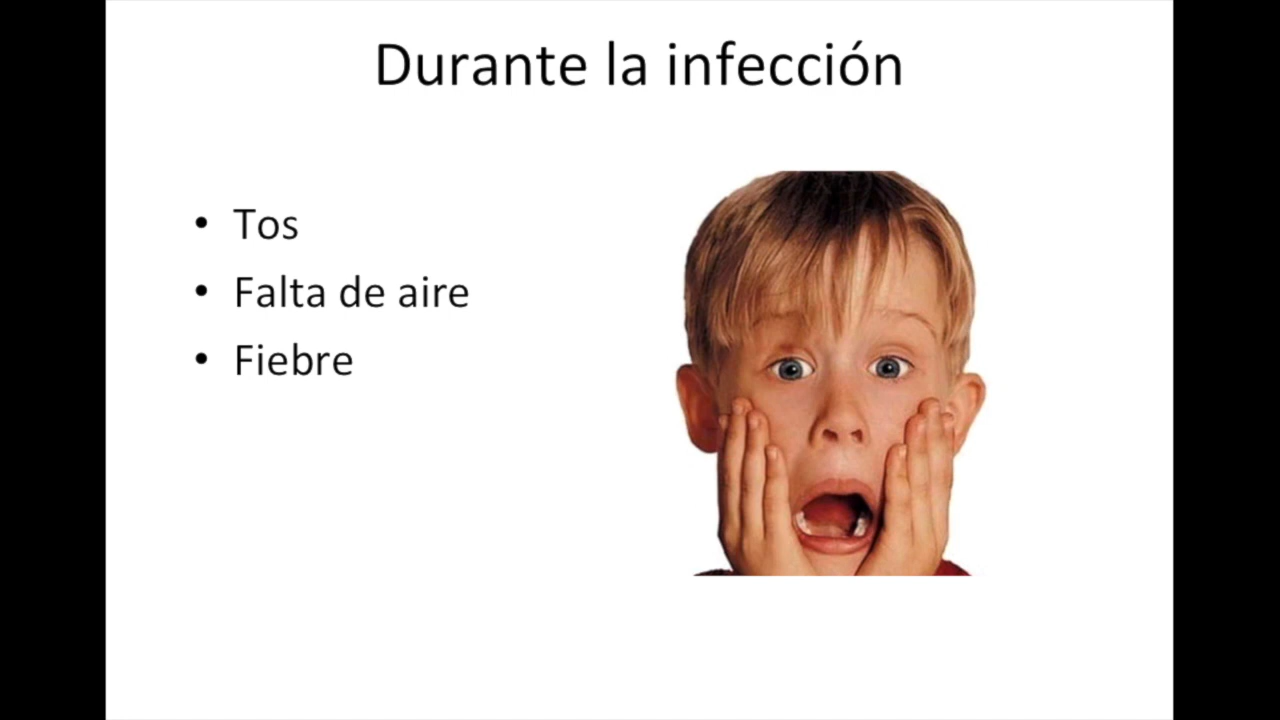 Durante la infección
• Tos
• Falta de aire
• Fiebre